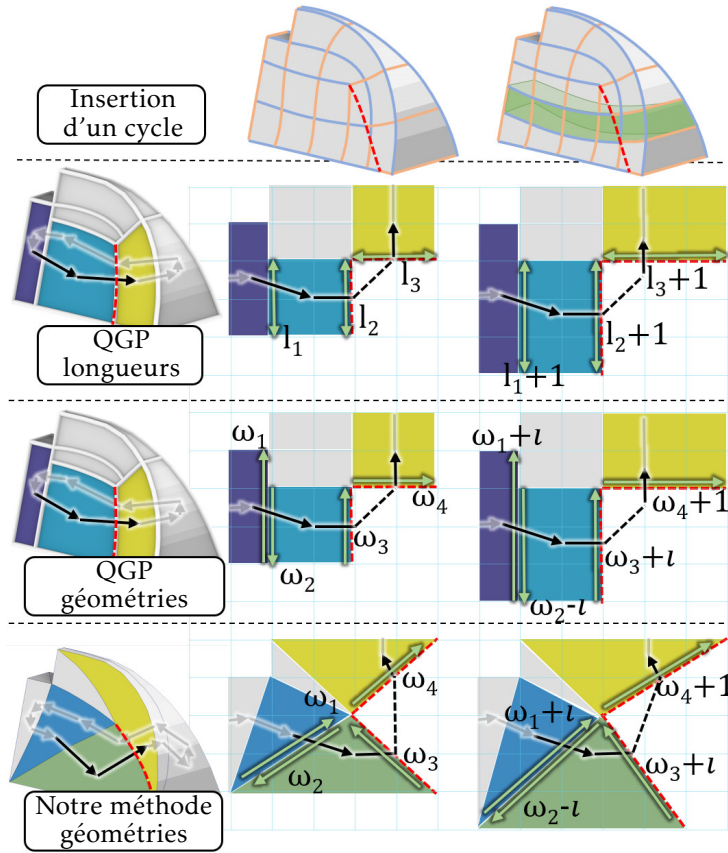 Insertion
d'un cycle
l₁
l₂
l₃
l₁+1
l₂+1
l₃+1
QGP
longueurs
ω₁
ω₂
ω₃
ω₄
ω₁+ι
ω₂-ι
ω₃+ι
ω₄+1
QGP
géométries
ω₁
ω₂
ω₃
ω₄
ω₁+ι
ω₂-ι
ω₃+ι
ω₄+1
Notre méthode
géométries